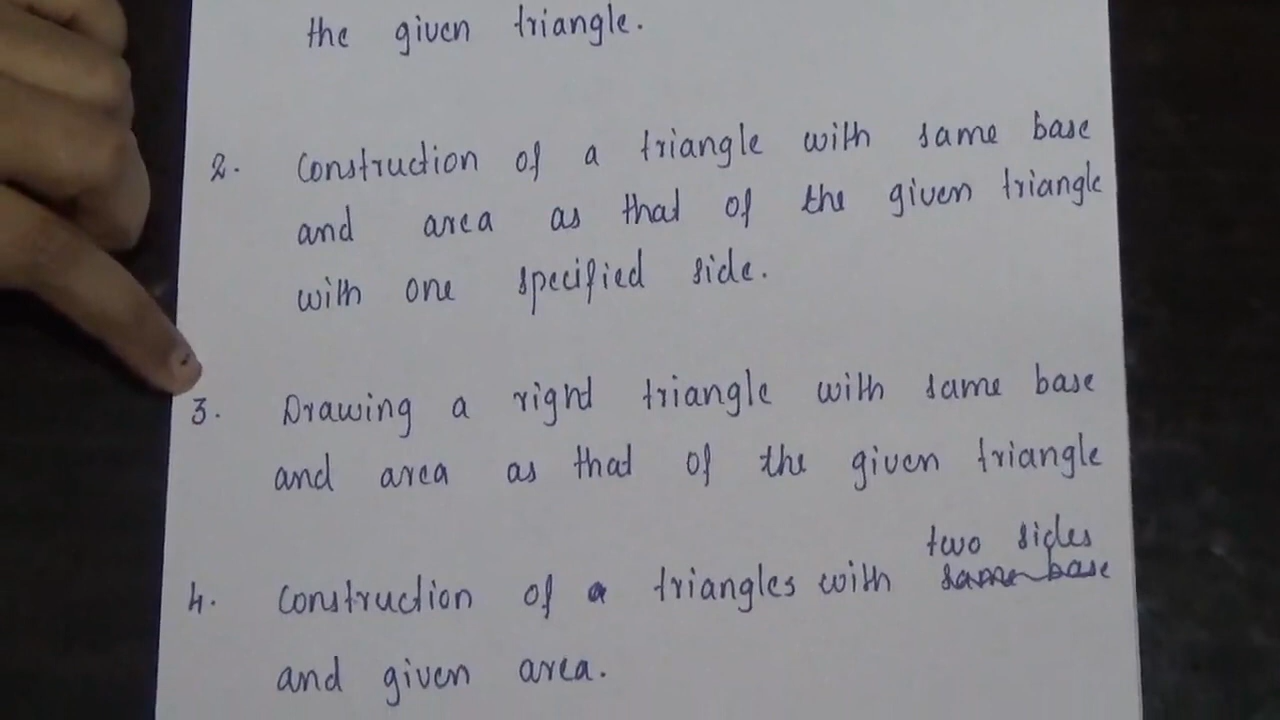 the given triangle.
2. Construction of a triangle with same base
and area as that of the given triangle
with one specified side.
3. Drawing a right triangle with same base
and area as that of the given triangle
two sides
4. Construction of a triangles with same base
and given area.